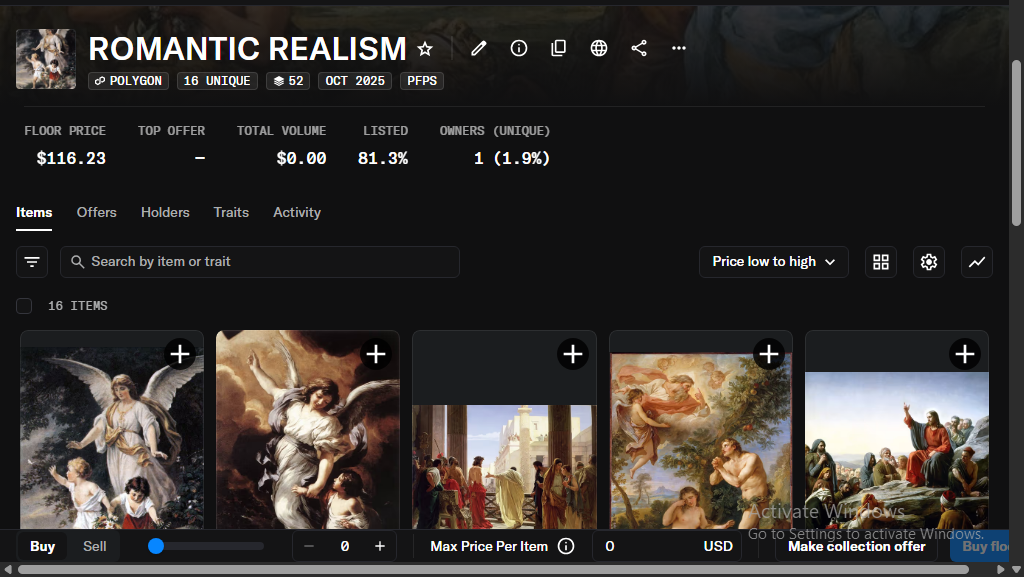 ROMANTIC REALISM
POLYGON 16 UNIQUE 52 OCT 2025 PFPS
FLOOR PRICE TOP OFFER TOTAL VOLUME LISTED OWNERS (UNIQUE)
$116.23 – $0.00 81.3% 1 (1.9%)
Items Offers Holders Traits Activity
Search by item or trait Price low to high
16 ITEMS
Activate Windows
Go to Settings to activate Windows.
Buy Sell 0 Max Price Per Item 0 USD Make collection offer Buy flo